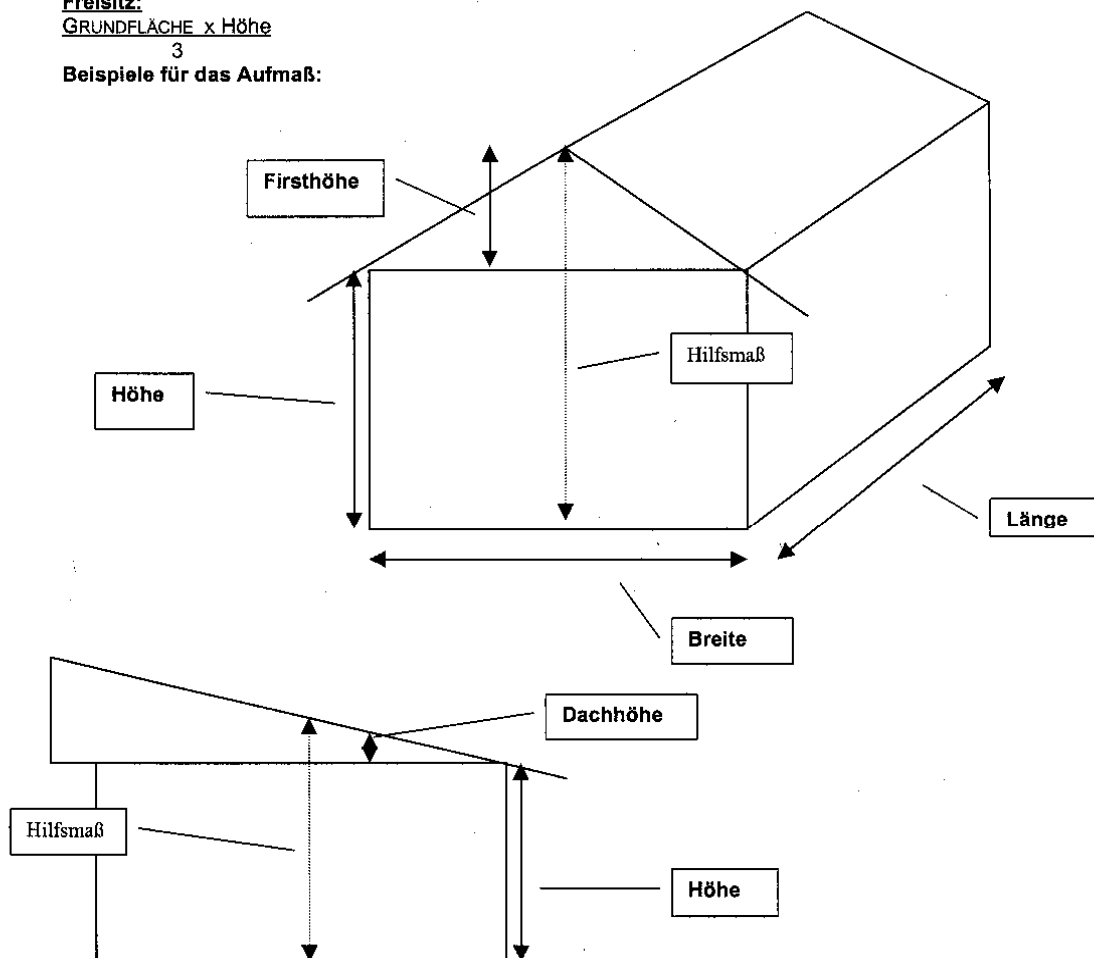 Freisitz:
GRUNDFLÄCHE x Höhe
3
Beispiele für das Aufmaß:
Firsthöhe
Hilfsmaß
Höhe
Länge
Breite
Dachhöhe
Hilfsmaß
Höhe